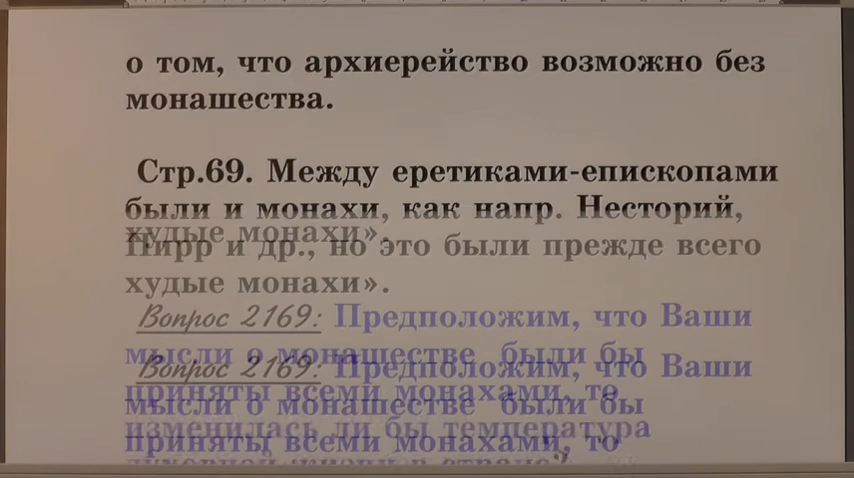 о том, что архиерейство возможно без
монашества.
Стр.69. Между еретиками-епископами
были и монахи, как напр. Несторий,
худые монахи».
Пирр и др., но это были прежде всего
худые монахи».
Вопрос 2169: Предположим, что Ваши
мысли о монашестве были бы
Вопрос 2169: Предположим, что Ваши
приняты всеми монахами, то
мысли о монашестве были бы
изменилась ли бы температура
приняты всеми монахами, то
духовной жизни в стране?